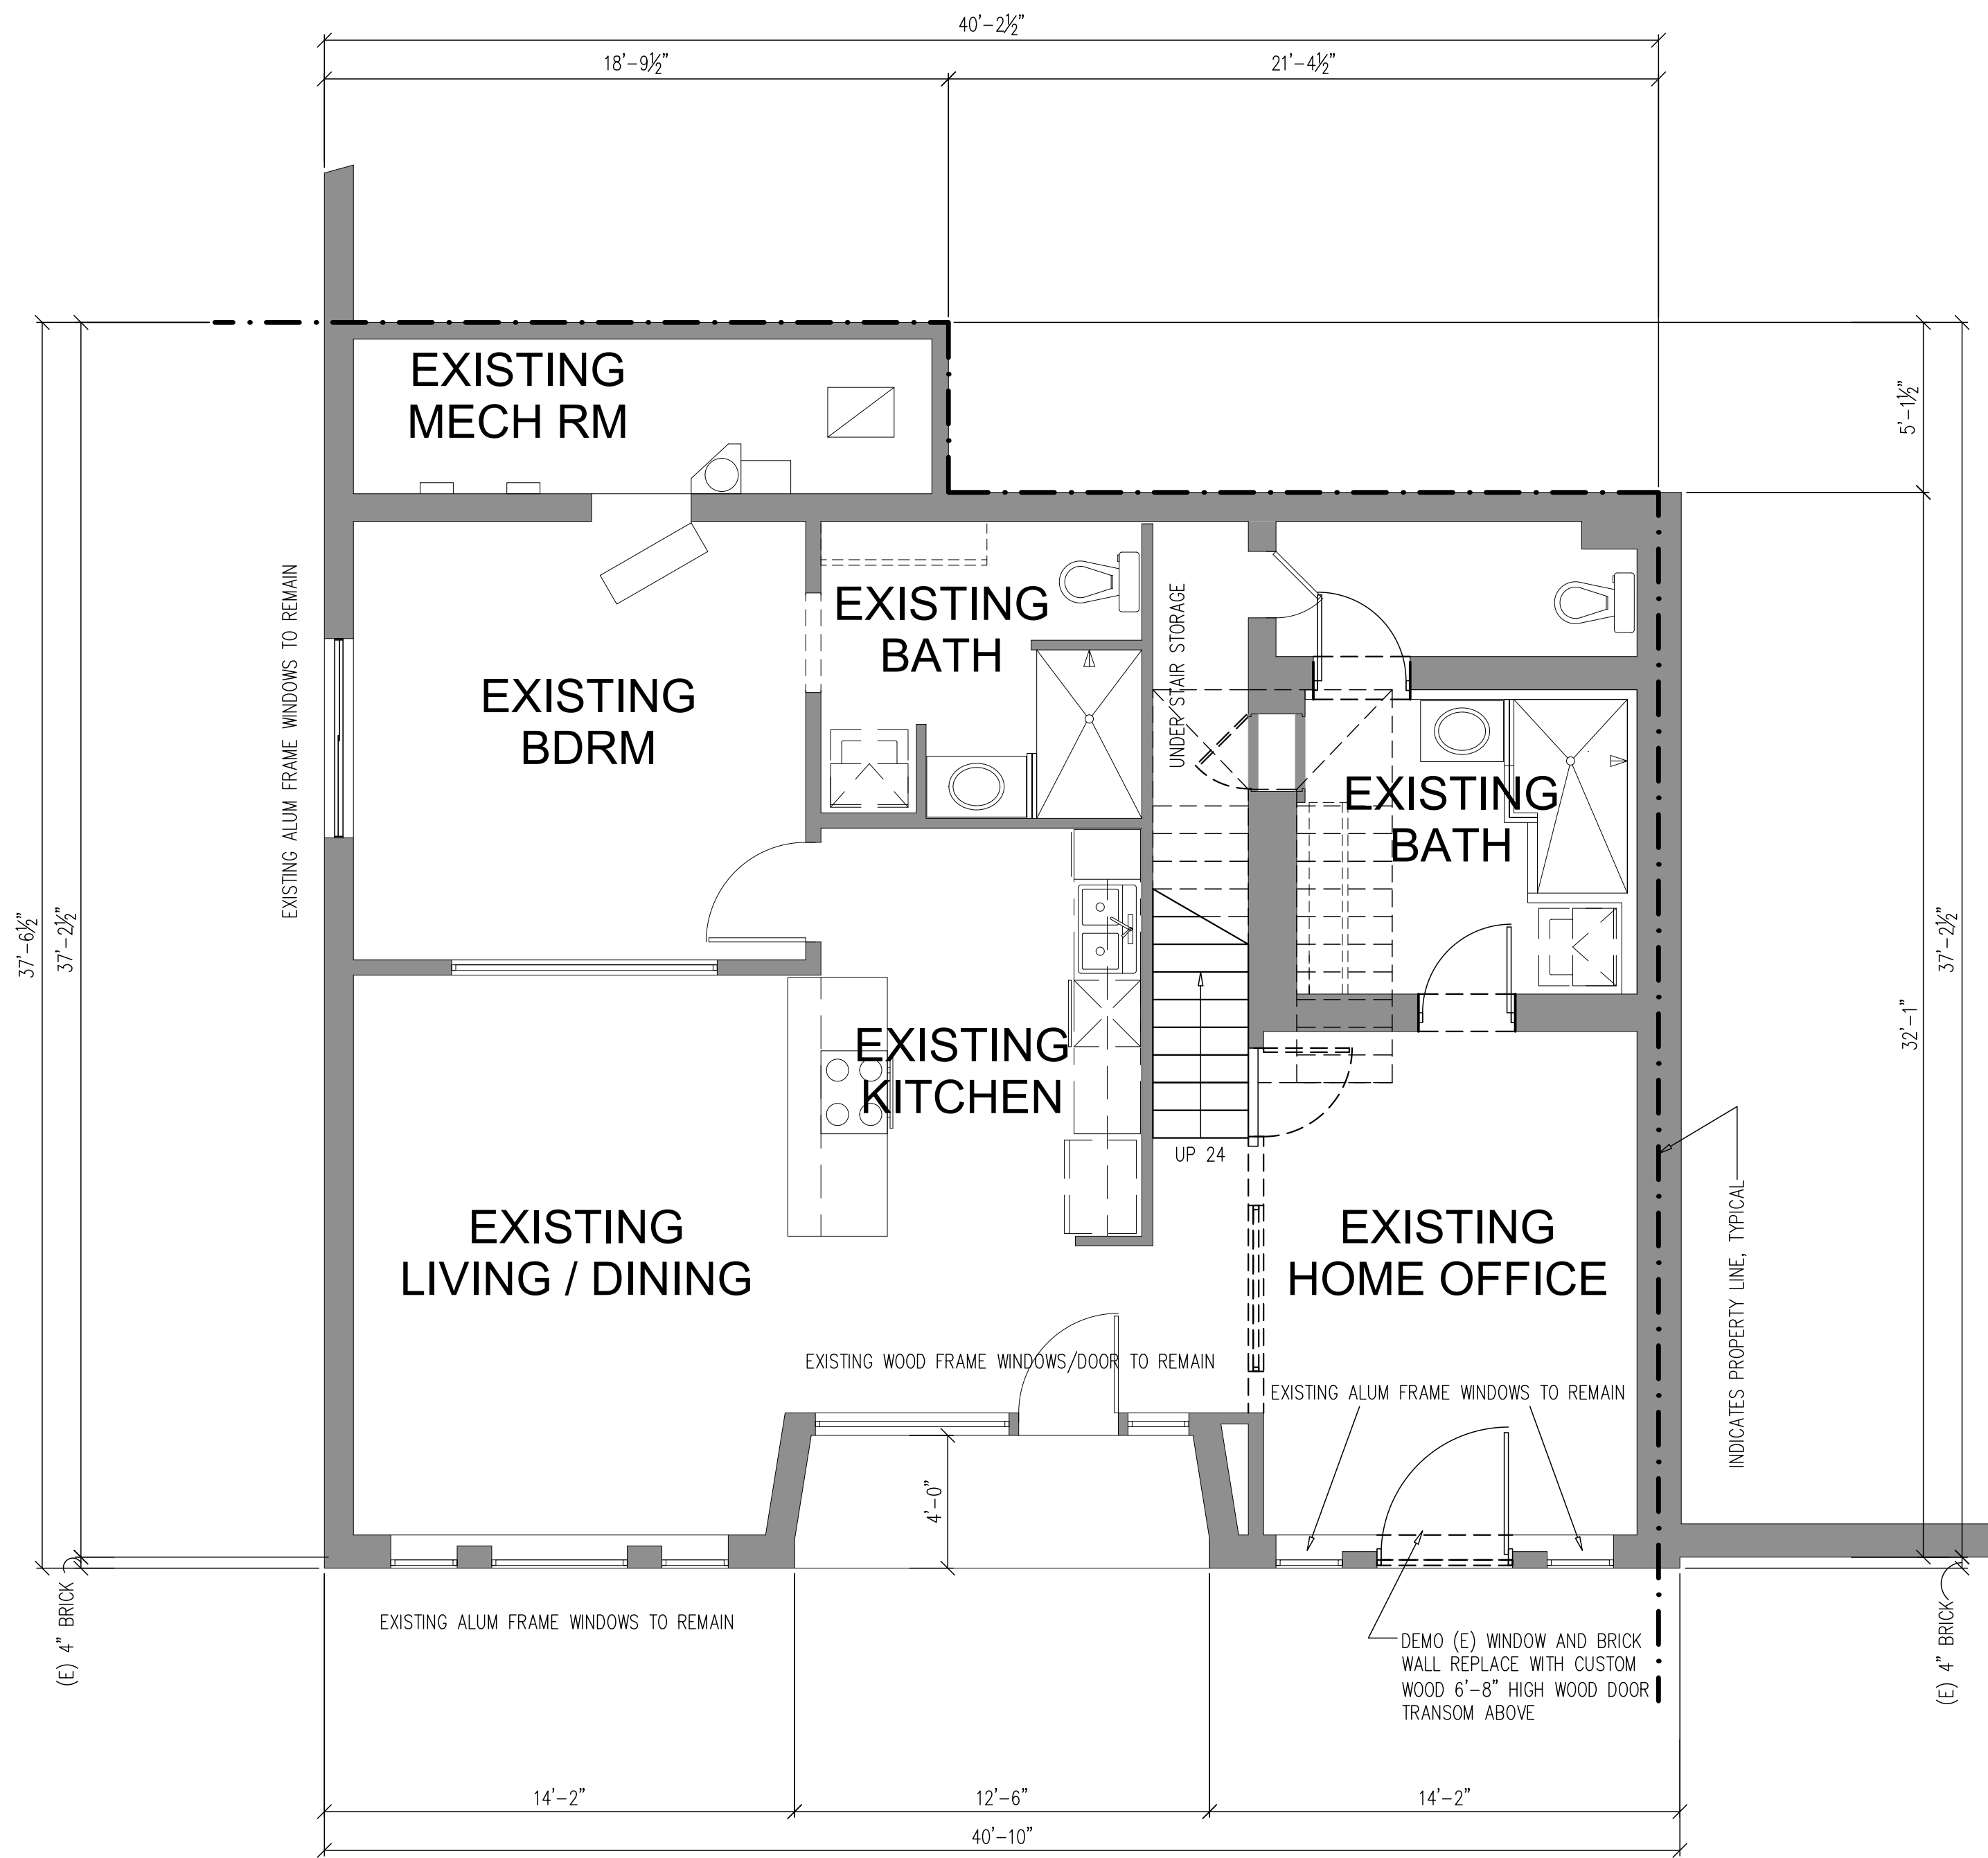 40'-2½"
18'-9½"
21'-4½"
EXISTING
MECH RM
5'-1½"
EXISTING ALUM FRAME WINDOWS TO REMAIN
EXISTING
BDRM
EXISTING
BATH
UNDER STAIR STORAGE
EXISTING
BATH
37'-6½"
37'-2½"
37'-2½"
32'-1"
EXISTING
KITCHEN
UP 24
EXISTING
LIVING / DINING
EXISTING
HOME OFFICE
INDICATES PROPERTY LINE, TYPICAL
EXISTING WOOD FRAME WINDOWS/DOOR TO REMAIN
EXISTING ALUM FRAME WINDOWS TO REMAIN
4'-0"
(E) 4" BRICK
(E) 4" BRICK
EXISTING ALUM FRAME WINDOWS TO REMAIN
DEMO (E) WINDOW AND BRICK
WALL REPLACE WITH CUSTOM
WOOD 6'-8" HIGH WOOD DOOR
TRANSOM ABOVE
14'-2"
12'-6"
14'-2"
40'-10"